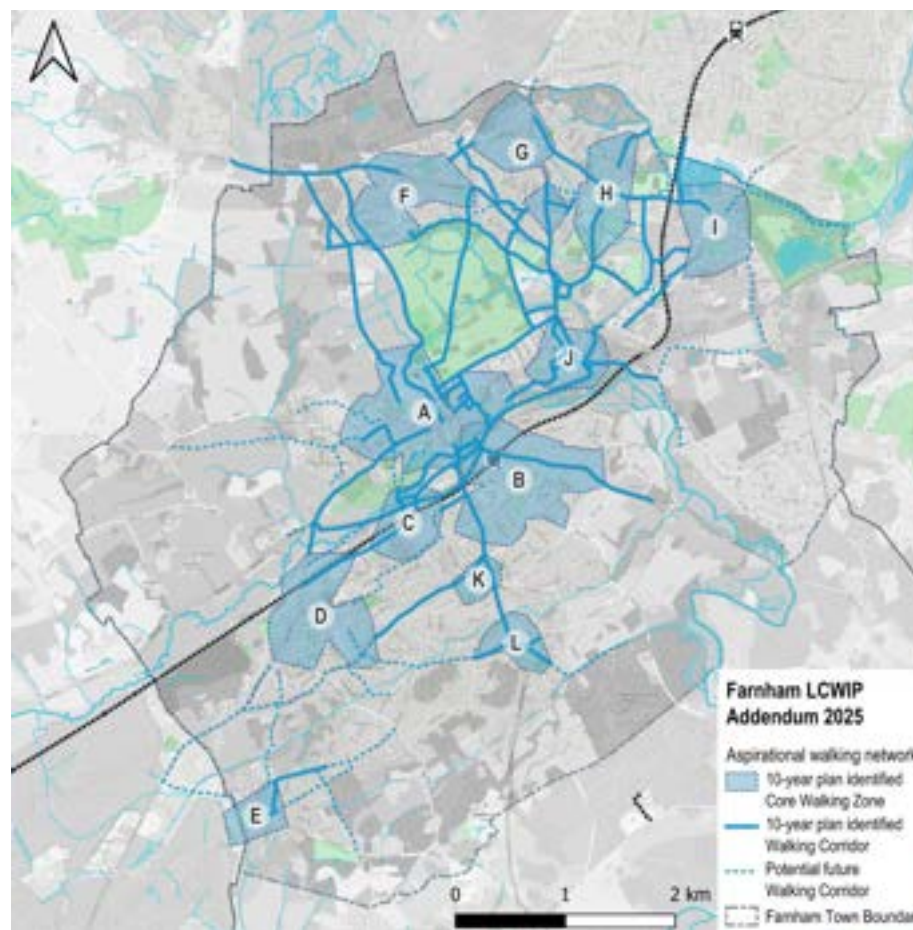 G
F
H
I
J
A
B
C
K
D
L
E
Farnham LCWIP
Addendum 2025
Aspirational walking network
10-year plan identified
Core Walking Zone
10-year plan identified
Walking Corridor
Potential future
Walking Corridor
Farnham Town Boundar
0 1 2 km